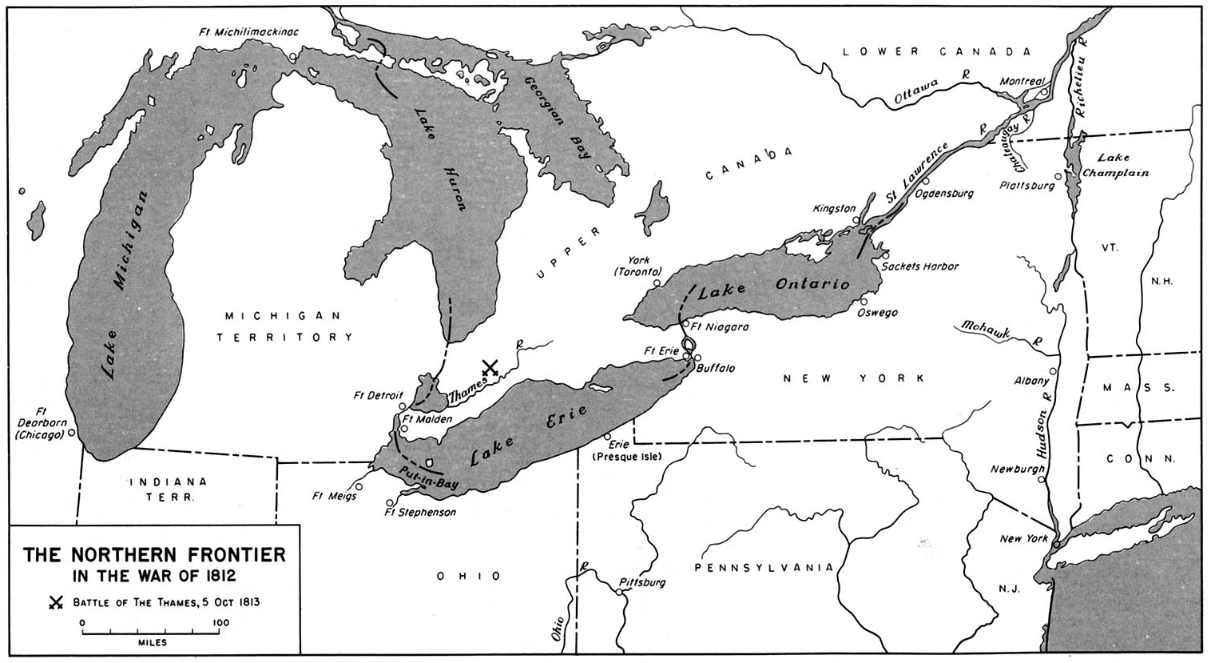 Ft Michilimackinac
LOWER CANADA
Ottawa R
Montreal
Richelieu R
Georgian
Bay
Lake
Huron
CANADA
UPPER
St Lawrence R
Chateaugay R
Lake
Champlain
Plattsburg
Ogdensburg
Kingston
Lake Michigan
York
(Toronto)
Sackets Harbor
VT.
N.H.
Lake Ontario
Oswego
MICHIGAN
TERRITORY
Ft Niagara
Mohawk R
Ft Erie
Buffalo
Thames R
NEW YORK
Albany
MASS.
Ft Detroit
Ft Malden
Hudson R
Ft
Dearborn
(Chicago)
Lake Erie
Erie
(Presque Isle)
CONN.
Newburgh
Put-in-Bay
INDIANA
TERR.
Ft Meigs
Ft Stephenson
New York
THE NORTHERN FRONTIER
IN THE WAR OF 1812
BATTLE OF THE THAMES, 5 OCT 1813
0 100
MILES
OHIO
Ohio R
Pittsburg
PENNSYLVANIA
N.J.